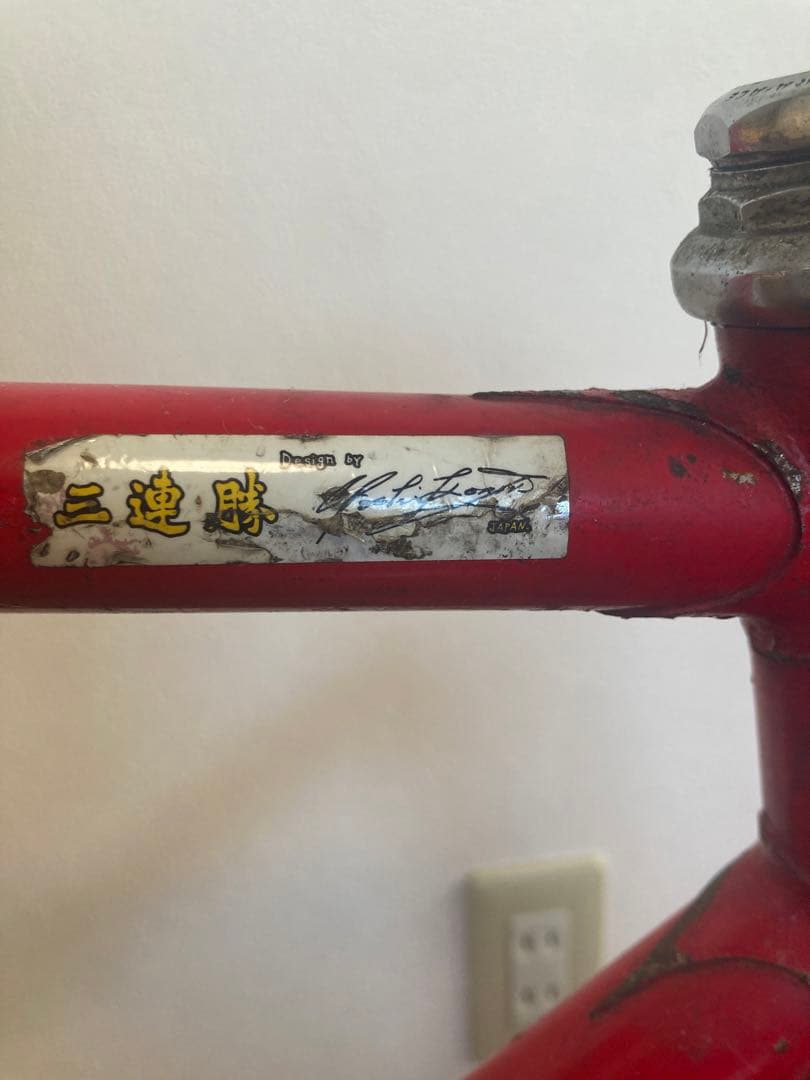 Design by
三連勝
JAPAN